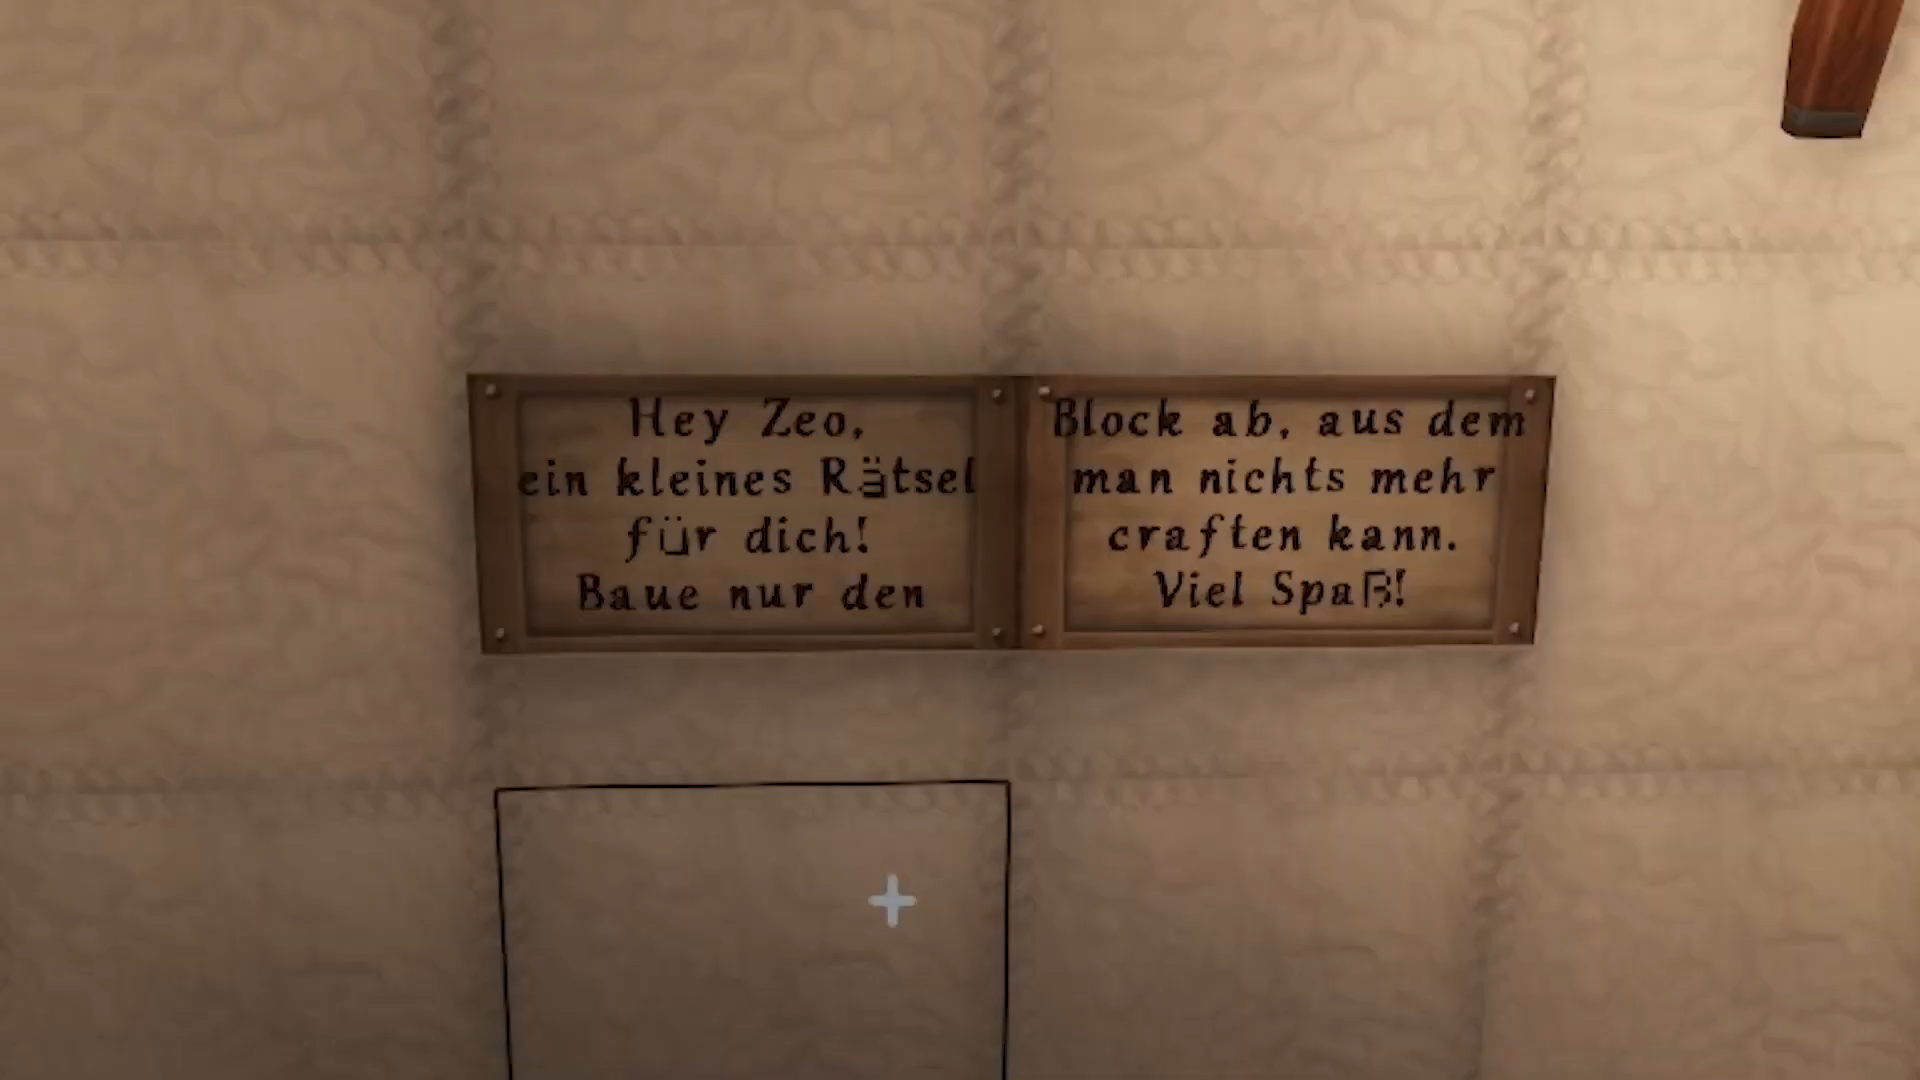 Hey Zeo,
ein kleines Rätsel
für dich!
Baue nur den
Block ab, aus dem
man nichts mehr
craften kann.
Viel Spaß!